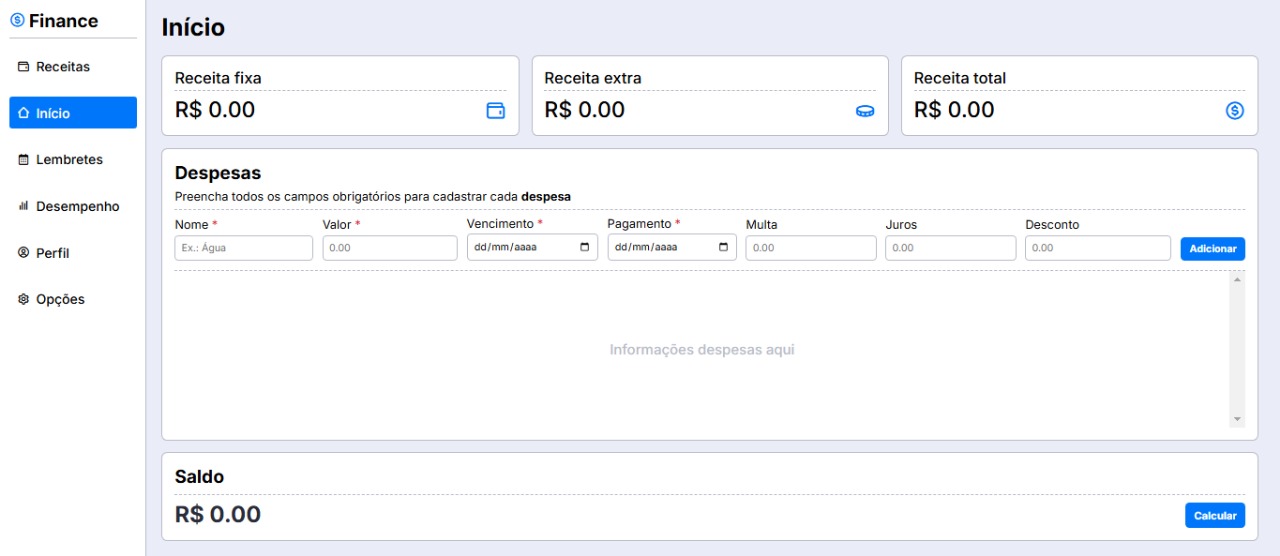 Finance
Receitas
Início
Lembretes
Desempenho
Perfil
Opções
Início
Receita fixa
R$ 0.00
Receita extra
R$ 0.00
Receita total
R$ 0.00
Despesas
Preencha todos os campos obrigatórios para cadastrar cada despesa
Nome * Valor * Vencimento * Pagamento * Multa Juros Desconto
Ex.: Água 0.00 dd/mm/aaaa dd/mm/aaaa 0.00 0.00 0.00 Adicionar
Informações despesas aqui
Saldo
R$ 0.00
Calcular